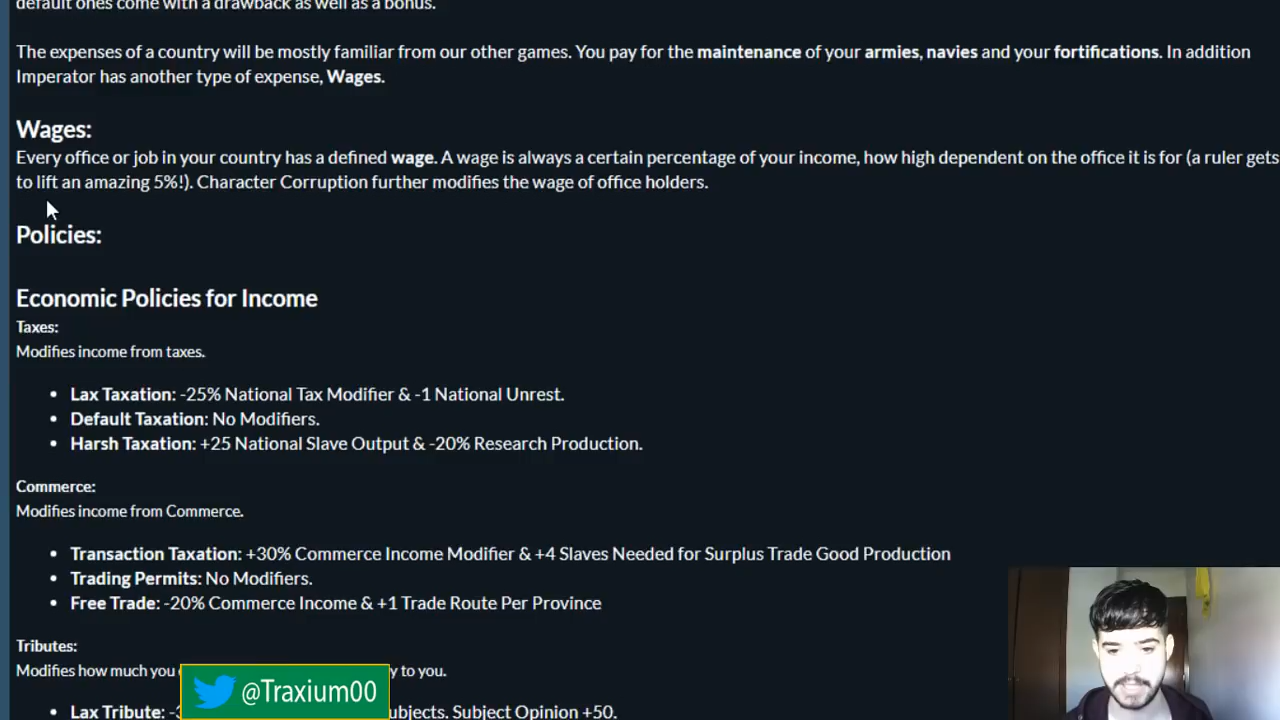 default ones come with a drawback as well as a bonus.
The expenses of a country will be mostly familiar from our other games. You pay for the maintenance of your armies, navies and your fortifications. In addition
Imperator has another type of expense, Wages.
Wages:
Every office or job in your country has a defined wage. A wage is always a certain percentage of your income, how high dependent on the office it is for (a ruler gets
to lift an amazing 5%!). Character Corruption further modifies the wage of office holders.
Policies:
Economic Policies for Income
Taxes:
Modifies income from taxes.
• Lax Taxation: -25% National Tax Modifier & -1 National Unrest.
• Default Taxation: No Modifiers.
• Harsh Taxation: +25 National Slave Output & -20% Research Production.
Commerce:
Modifies income from Commerce.
• Transaction Taxation: +30% Commerce Income Modifier & +4 Slaves Needed for Surplus Trade Good Production
• Trading Permits: No Modifiers.
• Free Trade: -20% Commerce Income & +1 Trade Route Per Province
Tributes:
Modifies how much you y to you.
@Traxium00
• Lax Tribute: ubjects. Subject Opinion +50.